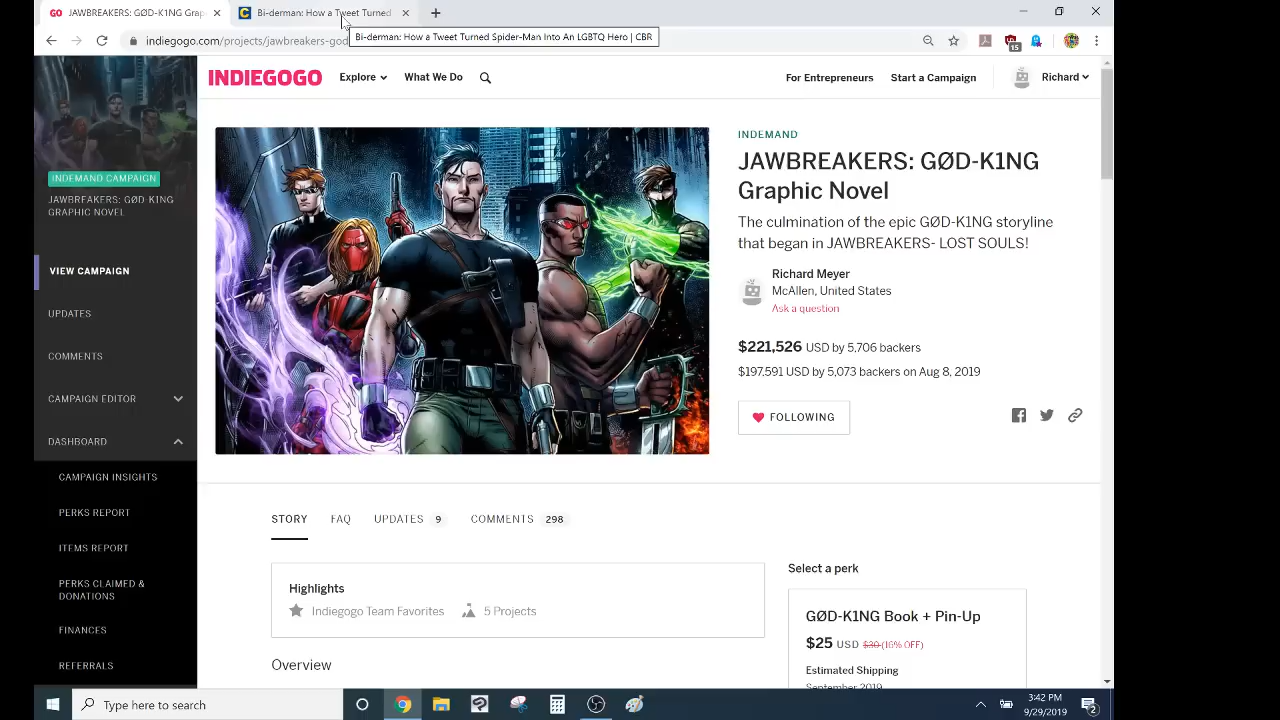 JAWBREAKERS: GØD-K1NG Grap
Bi-derman: How a Tweet Turned
indiegogo.com/projects/jawbreakers-god
Bi-derman: How a Tweet Turned Spider-Man Into An LGBTQ Hero | CBR
15
INDIEGOGO
Explore
What We Do
For Entrepreneurs
Start a Campaign
Richard
INDEMAND CAMPAIGN
JAWBREAKERS: GØD-K1NG
GRAPHIC NOVEL
VIEW CAMPAIGN
UPDATES
COMMENTS
CAMPAIGN EDITOR
DASHBOARD
CAMPAIGN INSIGHTS
PERKS REPORT
ITEMS REPORT
PERKS CLAIMED &
DONATIONS
FINANCES
REFERRALS
INDEMAND
JAWBREAKERS: GØD-K1NG
Graphic Novel
The culmination of the epic GØD-K1NG storyline
that began in JAWBREAKERS- LOST SOULS!
Richard Meyer
McAllen, United States
Ask a question
$221,526 USD by 5,706 backers
$197,591 USD by 5,073 backers on Aug 8, 2019
FOLLOWING
STORY FAQ UPDATES 9 COMMENTS 298
Highlights
Indiegogo Team Favorites 5 Projects
Overview
Select a perk
GØD-K1NG Book + Pin-Up
$25 USD $30 (16% OFF)
Estimated Shipping
September 2019
Type here to search
3:42 PM
9/29/2019
2